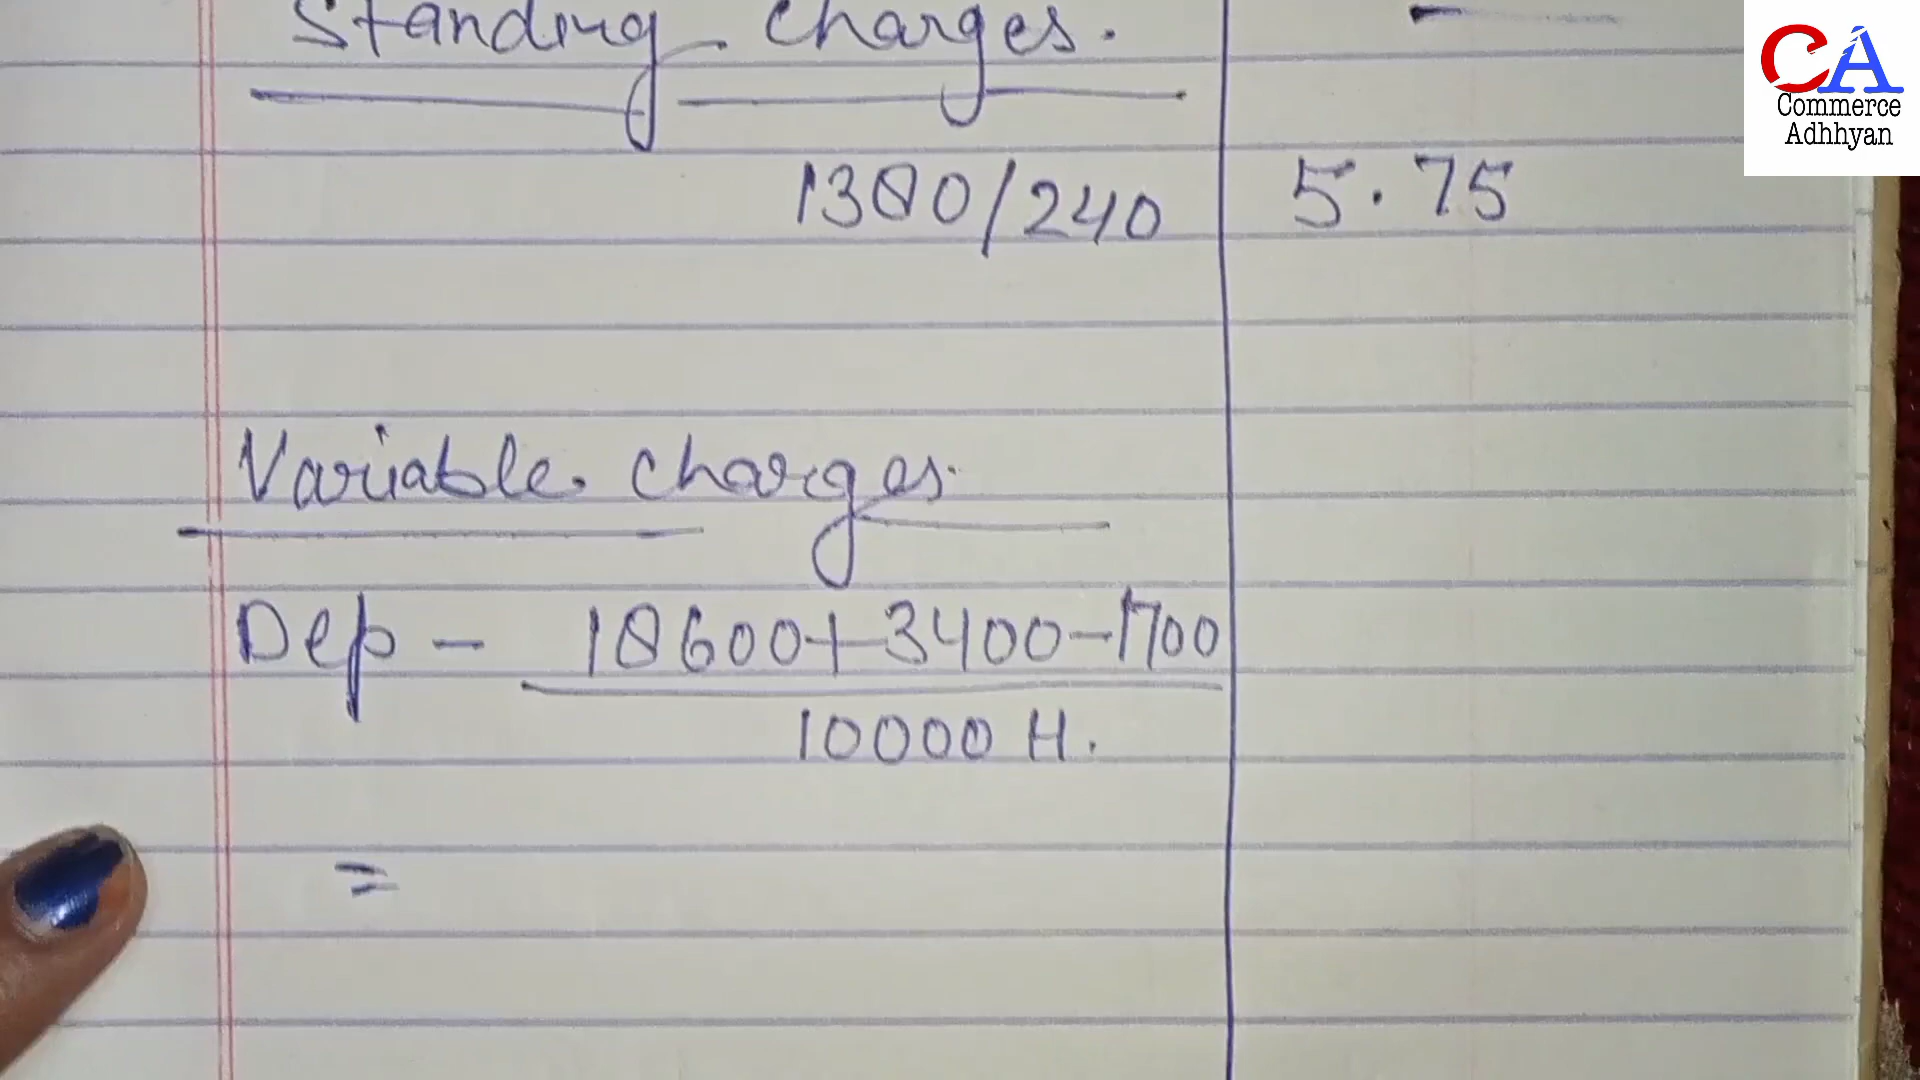 Standing charges.
1380/240 5.75
Variable charges.
Dep - 18600+3400-1700
10000 H.
=
CA
Commerce
Adhhyan